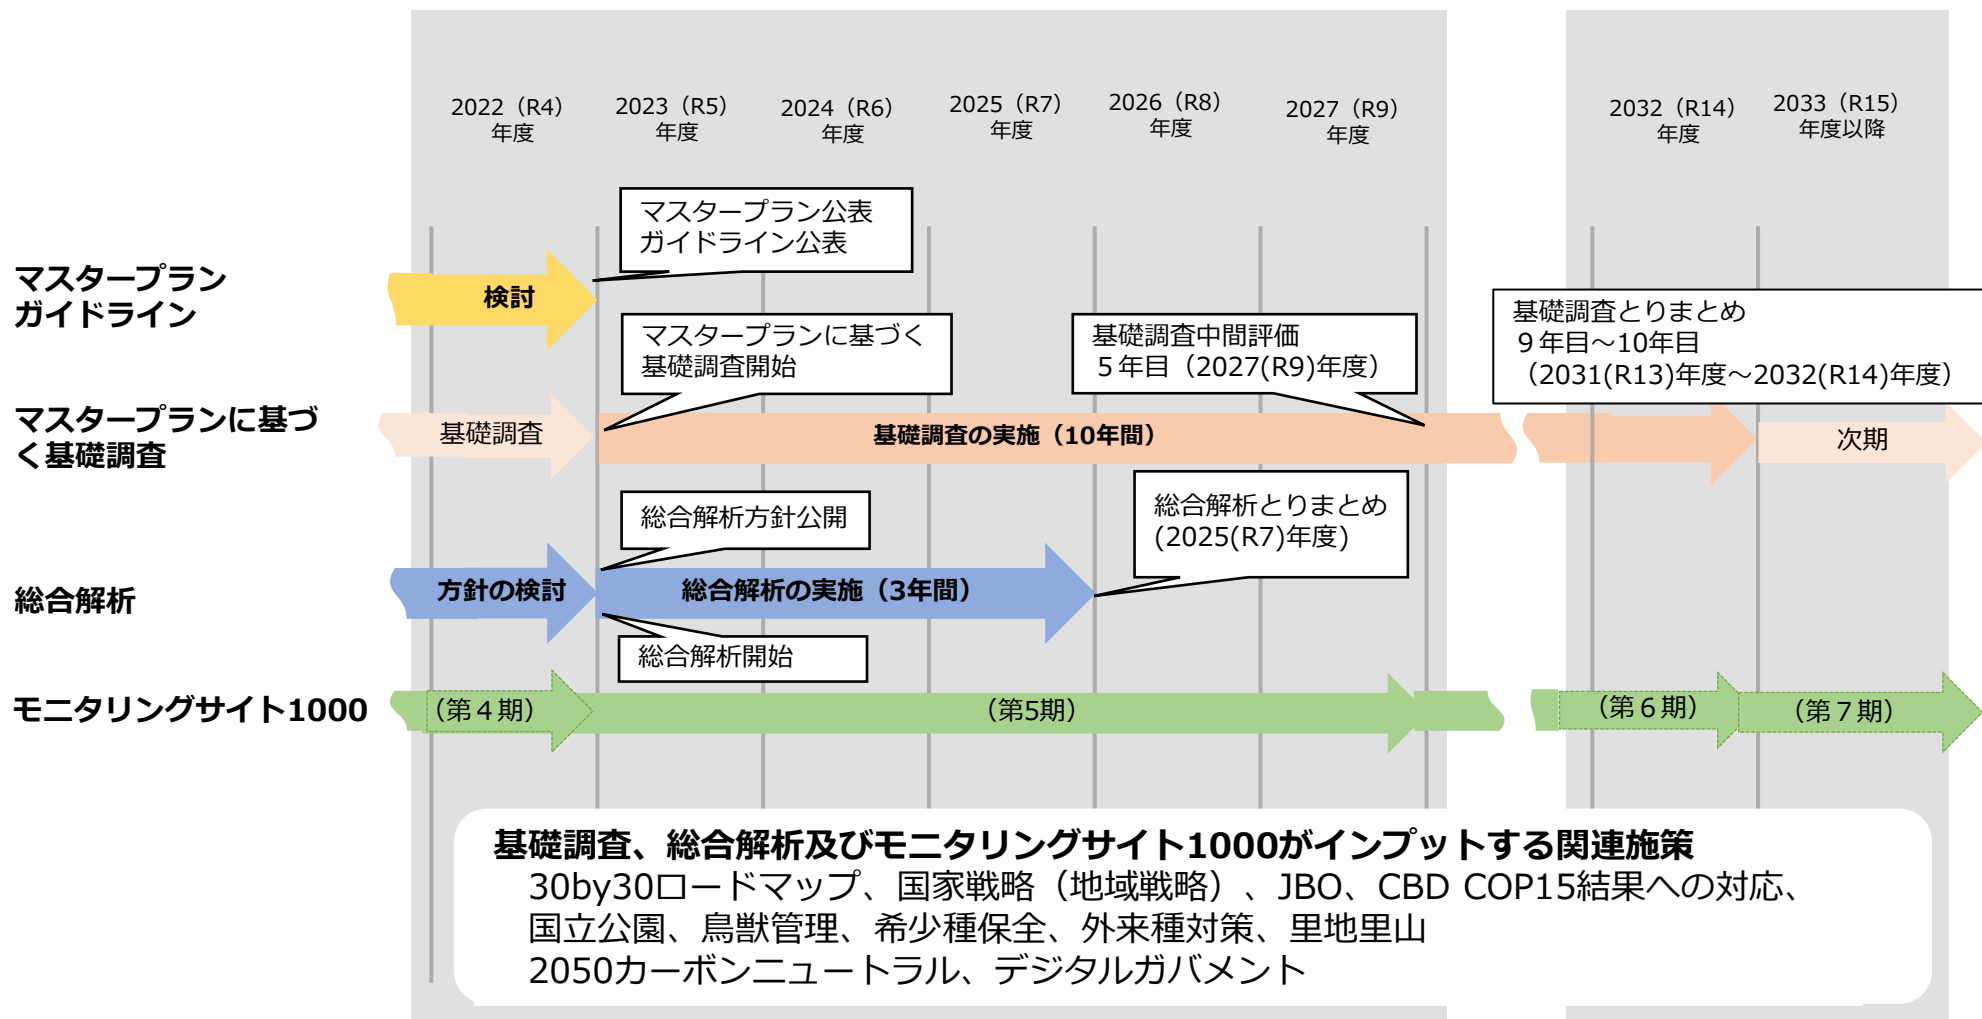 2022（R4）
年度
2023（R5）
年度
2024（R6）
年度
2025（R7）
年度
2026（R8）
年度
2027（R9）
年度
2032（R14）
年度
2033（R15）
年度以降
マスタープラン
ガイドライン
検討
マスタープラン公表
ガイドライン公表
マスタープランに基づ
く基礎調査
基礎調査
マスタープランに基づく
基礎調査開始
基礎調査の実施（10年間）
基礎調査中間評価
５年目（2027(R9)年度）
基礎調査とりまとめ
９年目～10年目
（2031(R13)年度～2032(R14)年度）
次期
総合解析
方針の検討
総合解析方針公開
総合解析の実施（3年間）
総合解析開始
総合解析とりまとめ
(2025(R7)年度)
モニタリングサイト1000
（第４期）
（第5期）
（第６期）
（第７期）
基礎調査、総合解析及びモニタリングサイト1000がインプットする関連施策
30by30ロードマップ、国家戦略（地域戦略）、JBO、CBD COP15結果への対応、
国立公園、鳥獣管理、希少種保全、外来種対策、里地里山
2050カーボンニュートラル、デジタルガバメント